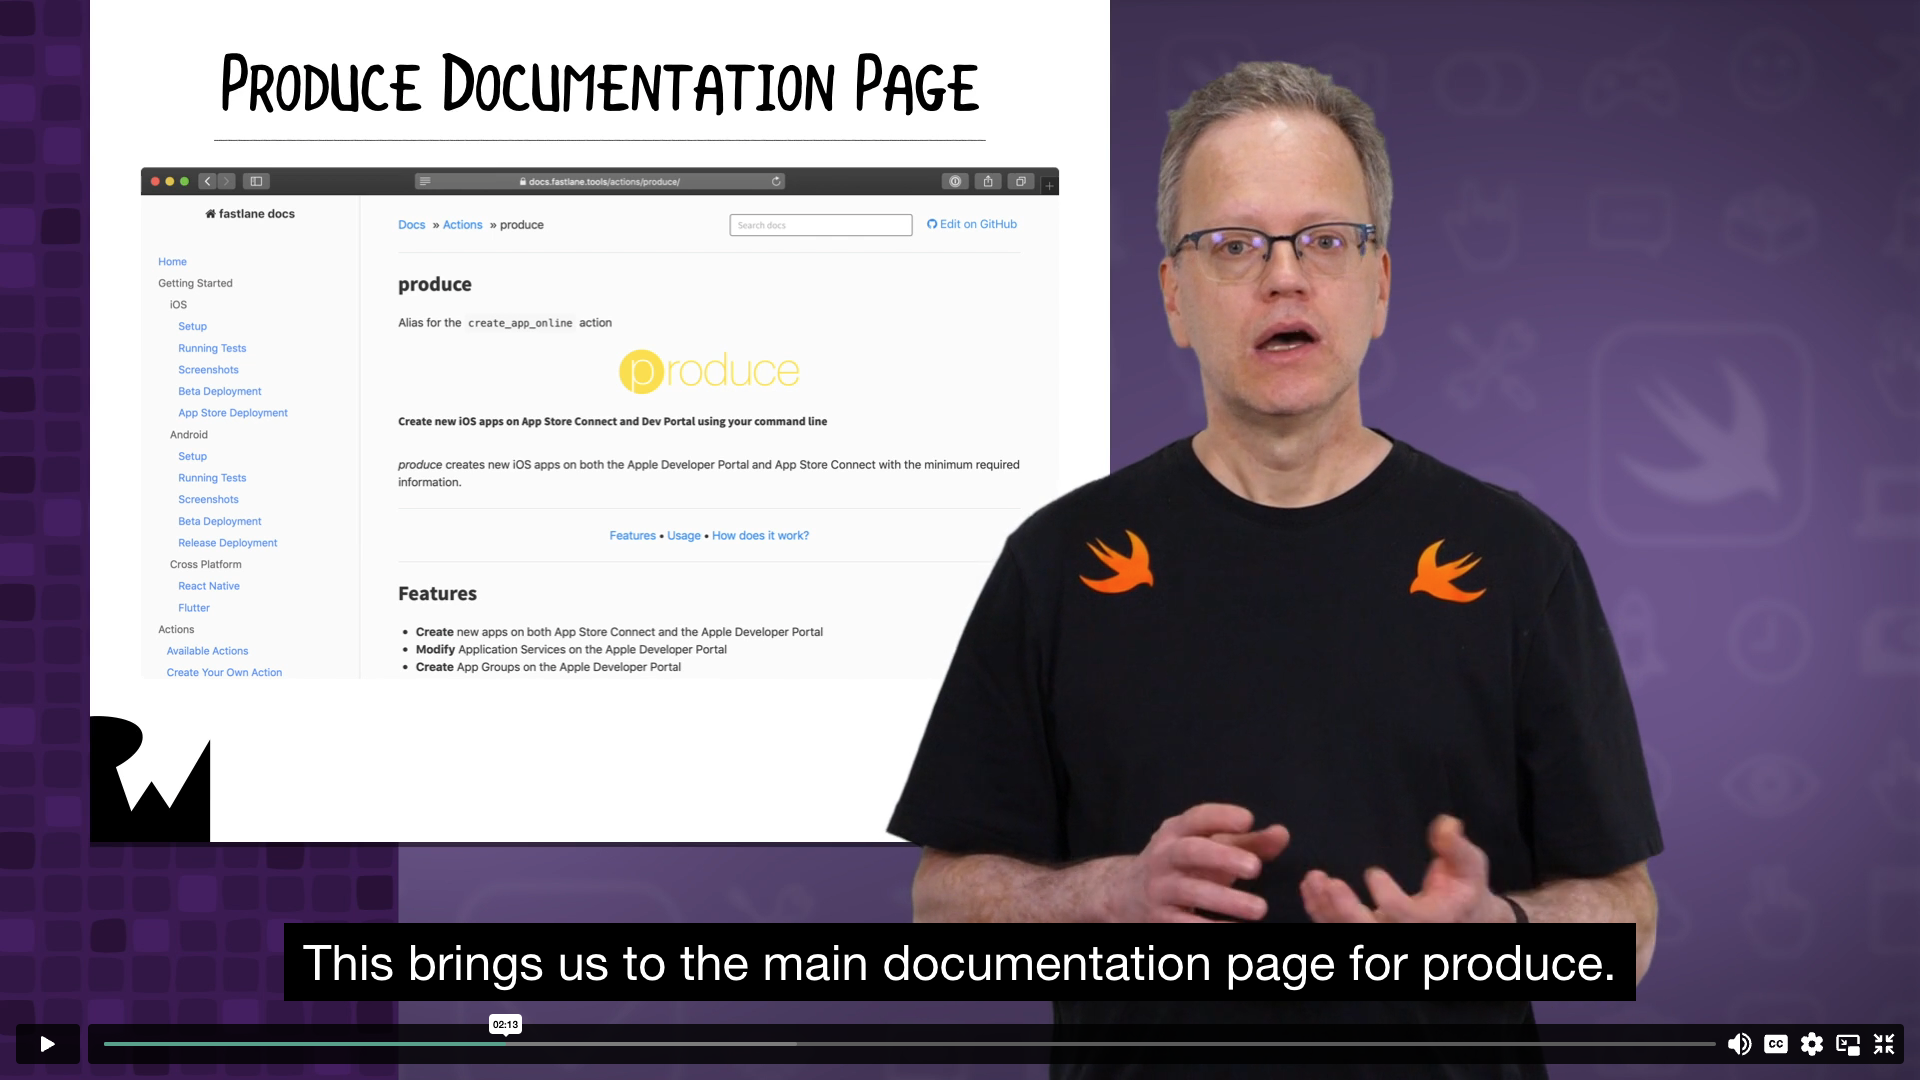 PRODUCE DOCUMENTATION PAGE
docs.fastlane.tools/actions/produce/
fastlane docs
Home
Getting Started
iOS
Setup
Running Tests
Screenshots
Beta Deployment
App Store Deployment
Android
Setup
Running Tests
Screenshots
Beta Deployment
Release Deployment
Cross Platform
React Native
Flutter
Actions
Available Actions
Create Your Own Action
Docs » Actions » produce
Search docs
Edit on GitHub
produce
Alias for the create_app_online action
produce
Create new iOS apps on App Store Connect and Dev Portal using your command line
produce creates new iOS apps on both the Apple Developer Portal and App Store Connect with the minimum required
information.
Features • Usage • How does it work?
Features
• Create new apps on both App Store Connect and the Apple Developer Portal
• Modify Application Services on the Apple Developer Portal
• Create App Groups on the Apple Developer Portal
RW
This brings us to the main documentation page for produce.
02:13
CC